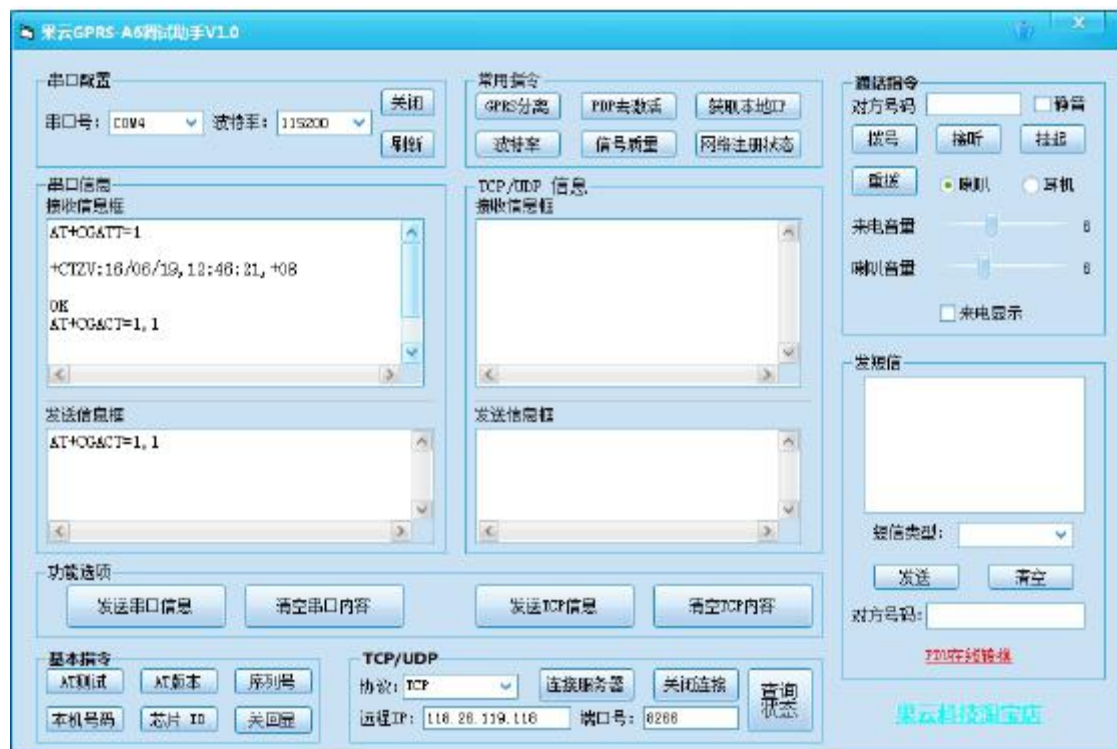 果云GPRS-A6调试助手V1.0
串口配置
串口号: COM4 波特率: 115200
关闭
刷新
常用指令
GPRS分离 PDP去激活 获取本地IP
波特率 信号质量 网络注册状态
通话指令
对方号码 静音
拨号 接听 挂起
重拨 喇叭 耳机
来电音量 6
喇叭音量 6
来电显示
串口信息
接收信息框
AT+CGATT=1
+CTZV:16/06/19,12:46:21,+08
OK
AT+CGACT=1,1
发送信息框
AT+CGACT=1,1
TCP/UDP 信息
接收信息框
发送信息框
发短信
短信类型:
发送 清空
对方号码:
PDU在线转换
果云科技淘宝店
功能选项
发送串口信息 清空串口内容 发送TCP信息 清空TCP内容
基本指令
AT测试 AT版本 序列号
本机号码 芯片 ID 关回显
TCP/UDP
协议: TCP 连接服务器 关闭连接
远程IP: 118.26.119.118 端口号: 8266
查询
状态